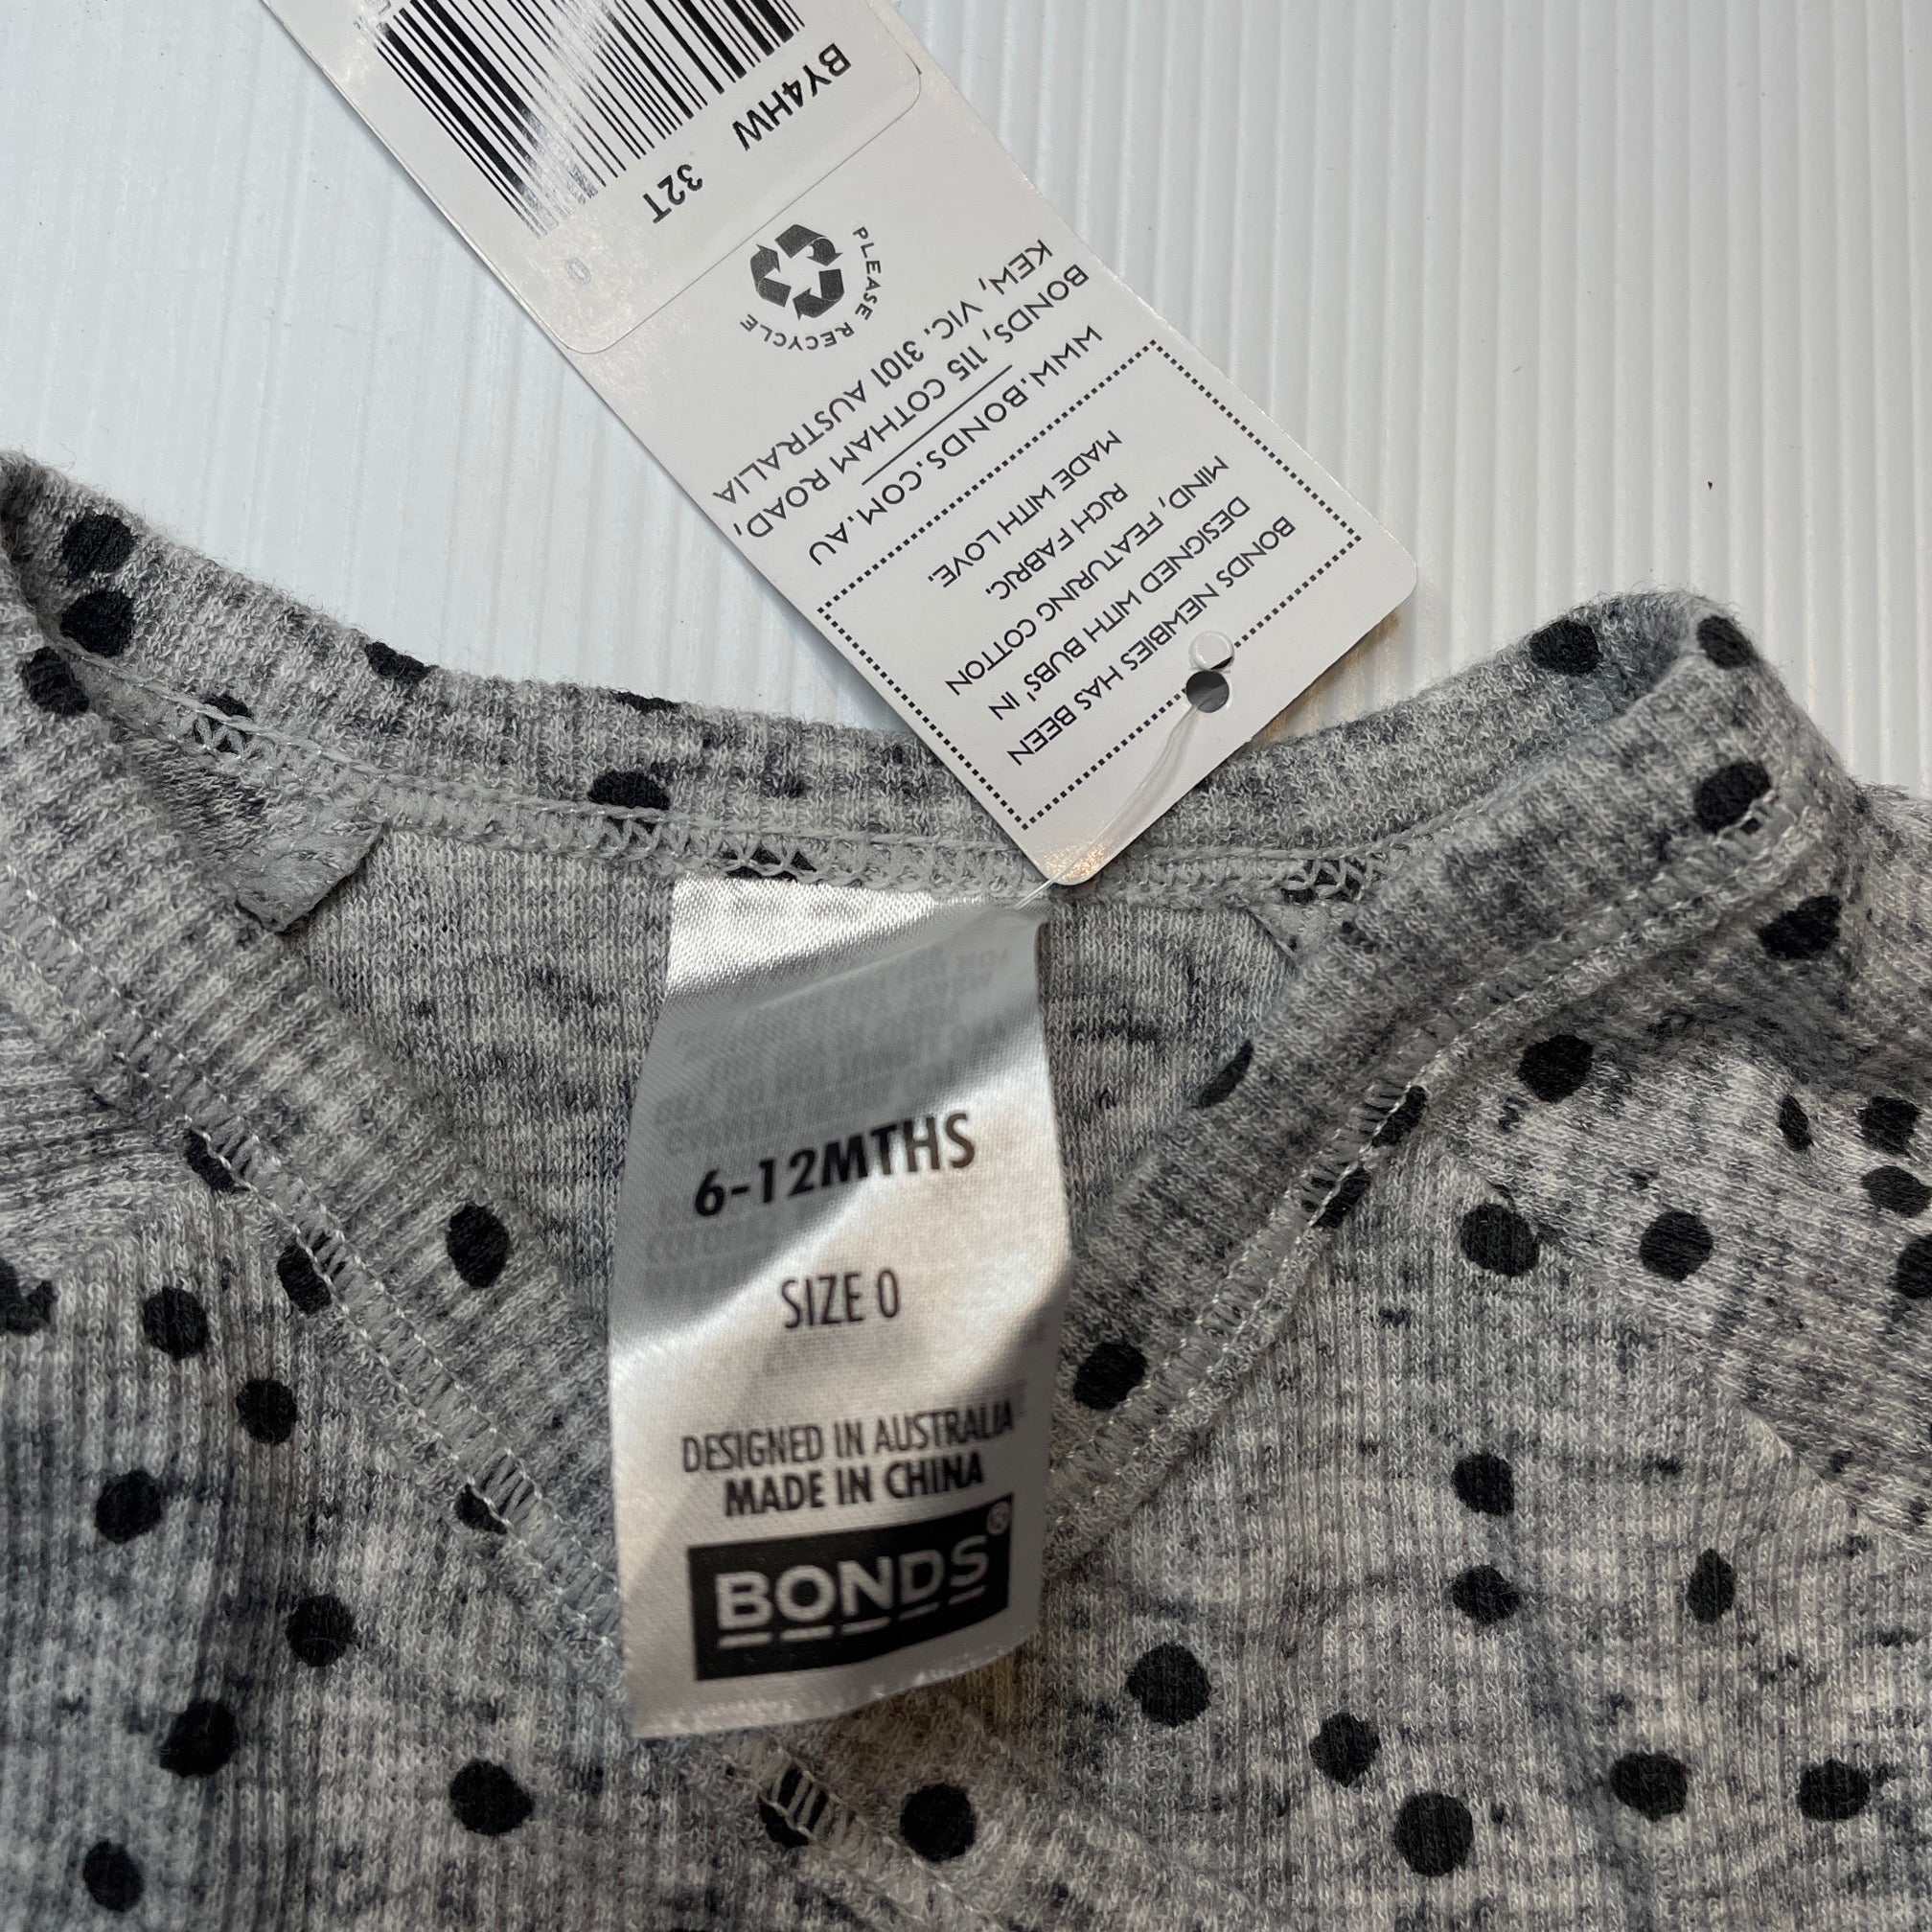 BY4HW 32T
0
PLEASE RECYCLE
KEW, VIC. 3101 AUSTRALIA
BONDS, 115 COTHAM ROAD,
WWW.BONDS.COM.AU
BONDS NEWBIES HAS BEEN
DESIGNED WITH BUBS' IN
MIND, FEATURING COTTON
RICH FABRIC.
MADE WITH LOVE.
6-12MTHS
SIZE 0
DESIGNED IN AUSTRALIA
MADE IN CHINA
BONDS®